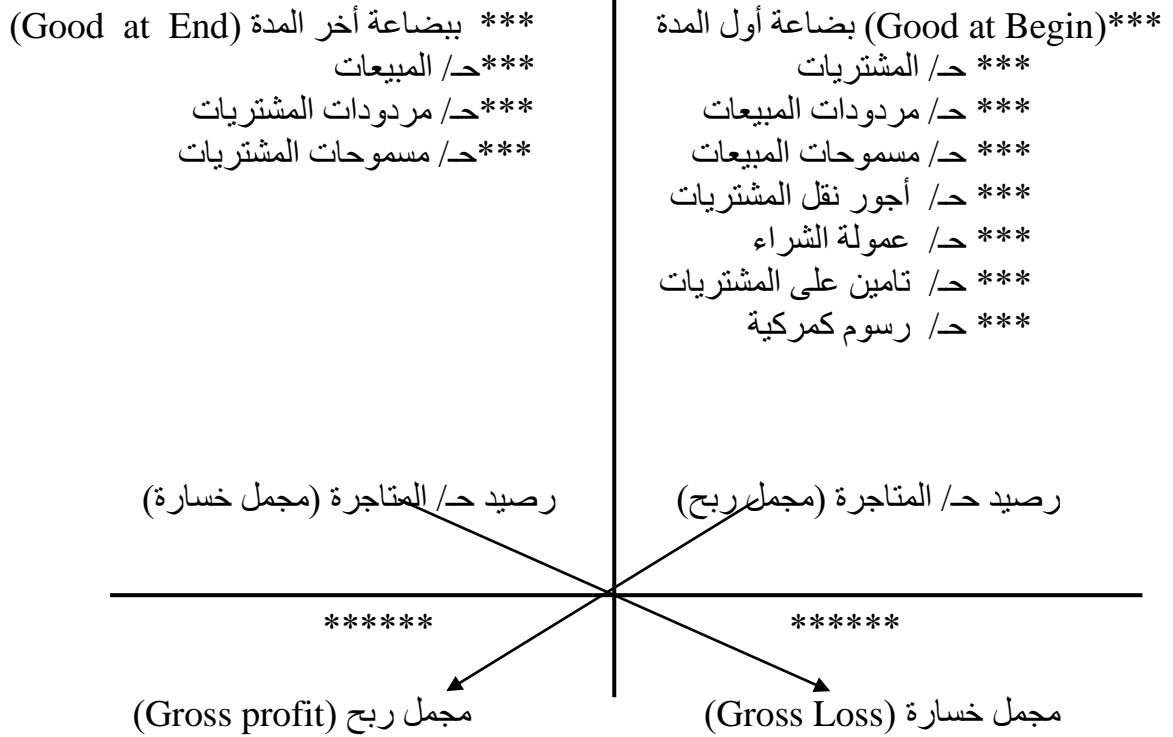 ***(Good at Begin) بضاعة أول المدة
*** حـ/ المشتريات
*** حـ/ مردودات المبيعات
*** حـ/ مسموحات المبيعات
*** حـ/ أجور نقل المشتريات
*** حـ/ عمولة الشراء
*** حـ/ تامين على المشتريات
*** حـ/ رسوم كمركية
رصيد حـ/ المتاجرة (مجمل ربح)
******
مجمل خسارة (Gross Loss)
*** ببضاعة أخر المدة (Good at End)
***حـ/ المبيعات
***حـ/ مردودات المشتريات
***حـ/ مسموحات المشتريات
رصيد حـ/ المتاجرة (مجمل خسارة)
******
مجمل ربح (Gross profit)